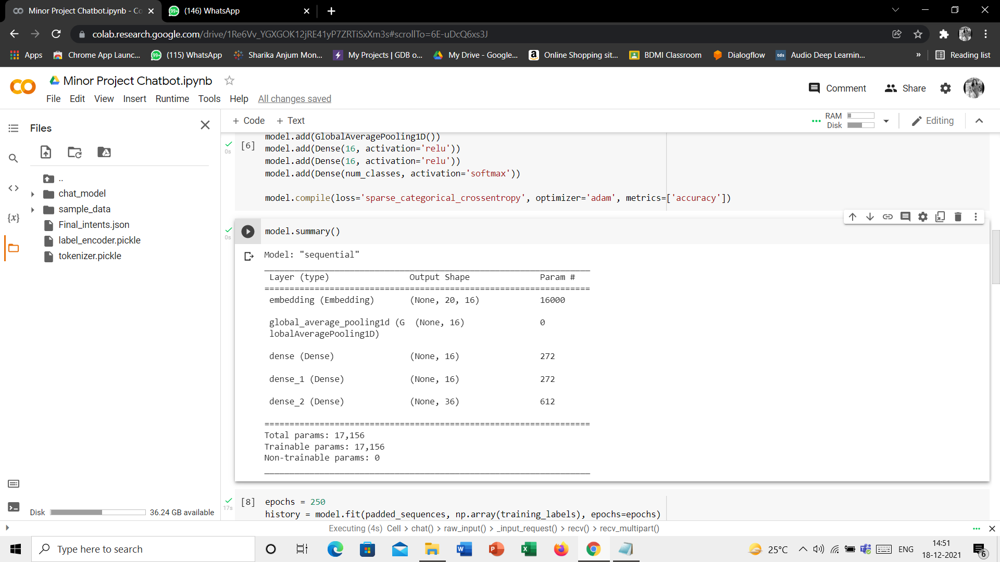 Minor Project Chatbot.ipynb - Co
99+ (146) WhatsApp
colab.research.google.com/drive/1Re6Vv_YGXGOK12jRE41yP7ZRTiSxXm3s#scrollTo=6E-uDcQ6xs3J
Apps Chrome App Launc... 99+ (115) WhatsApp Sharika Anjum Mon... My Projects | GDB o... My Drive - Google... a Online Shopping sit... BDMI Classroom Dialogflow tds Audio Deep Learnin... » Reading list
Minor Project Chatbot.ipynb
Comment Share
File Edit View Insert Runtime Tools Help All changes saved
Files
+ Code + Text
RAM
Disk
Editing
..
chat_model
sample_data
Final_intents.json
label_encoder.pickle
tokenizer.pickle
{x}
Disk 36.24 GB available
model.add(GlobalAveragePooling1D())
[6] model.add(Dense(16, activation='relu'))
0s
model.add(Dense(16, activation='relu'))
model.add(Dense(num_classes, activation='softmax'))
model.compile(loss='sparse_categorical_crossentropy', optimizer='adam', metrics=['accuracy'])
0s
model.summary()
Model: "sequential"
Layer (type) Output Shape Param #
=================================================================
embedding (Embedding) (None, 20, 16) 16000
global_average_pooling1d (G (None, 16) 0
lobalAveragePooling1D)
dense (Dense) (None, 16) 272
dense_1 (Dense) (None, 16) 272
dense_2 (Dense) (None, 36) 612
=================================================================
Total params: 17,156
Trainable params: 17,156
Non-trainable params: 0
17s
[8] epochs = 250
history = model.fit(padded_sequences, np.array(training_labels), epochs=epochs)
Executing (4s) Cell > chat() > raw_input() > _input_request() > recv() > recv_multipart()
Type here to search
25°C
ENG
14:51
18-12-2021
6